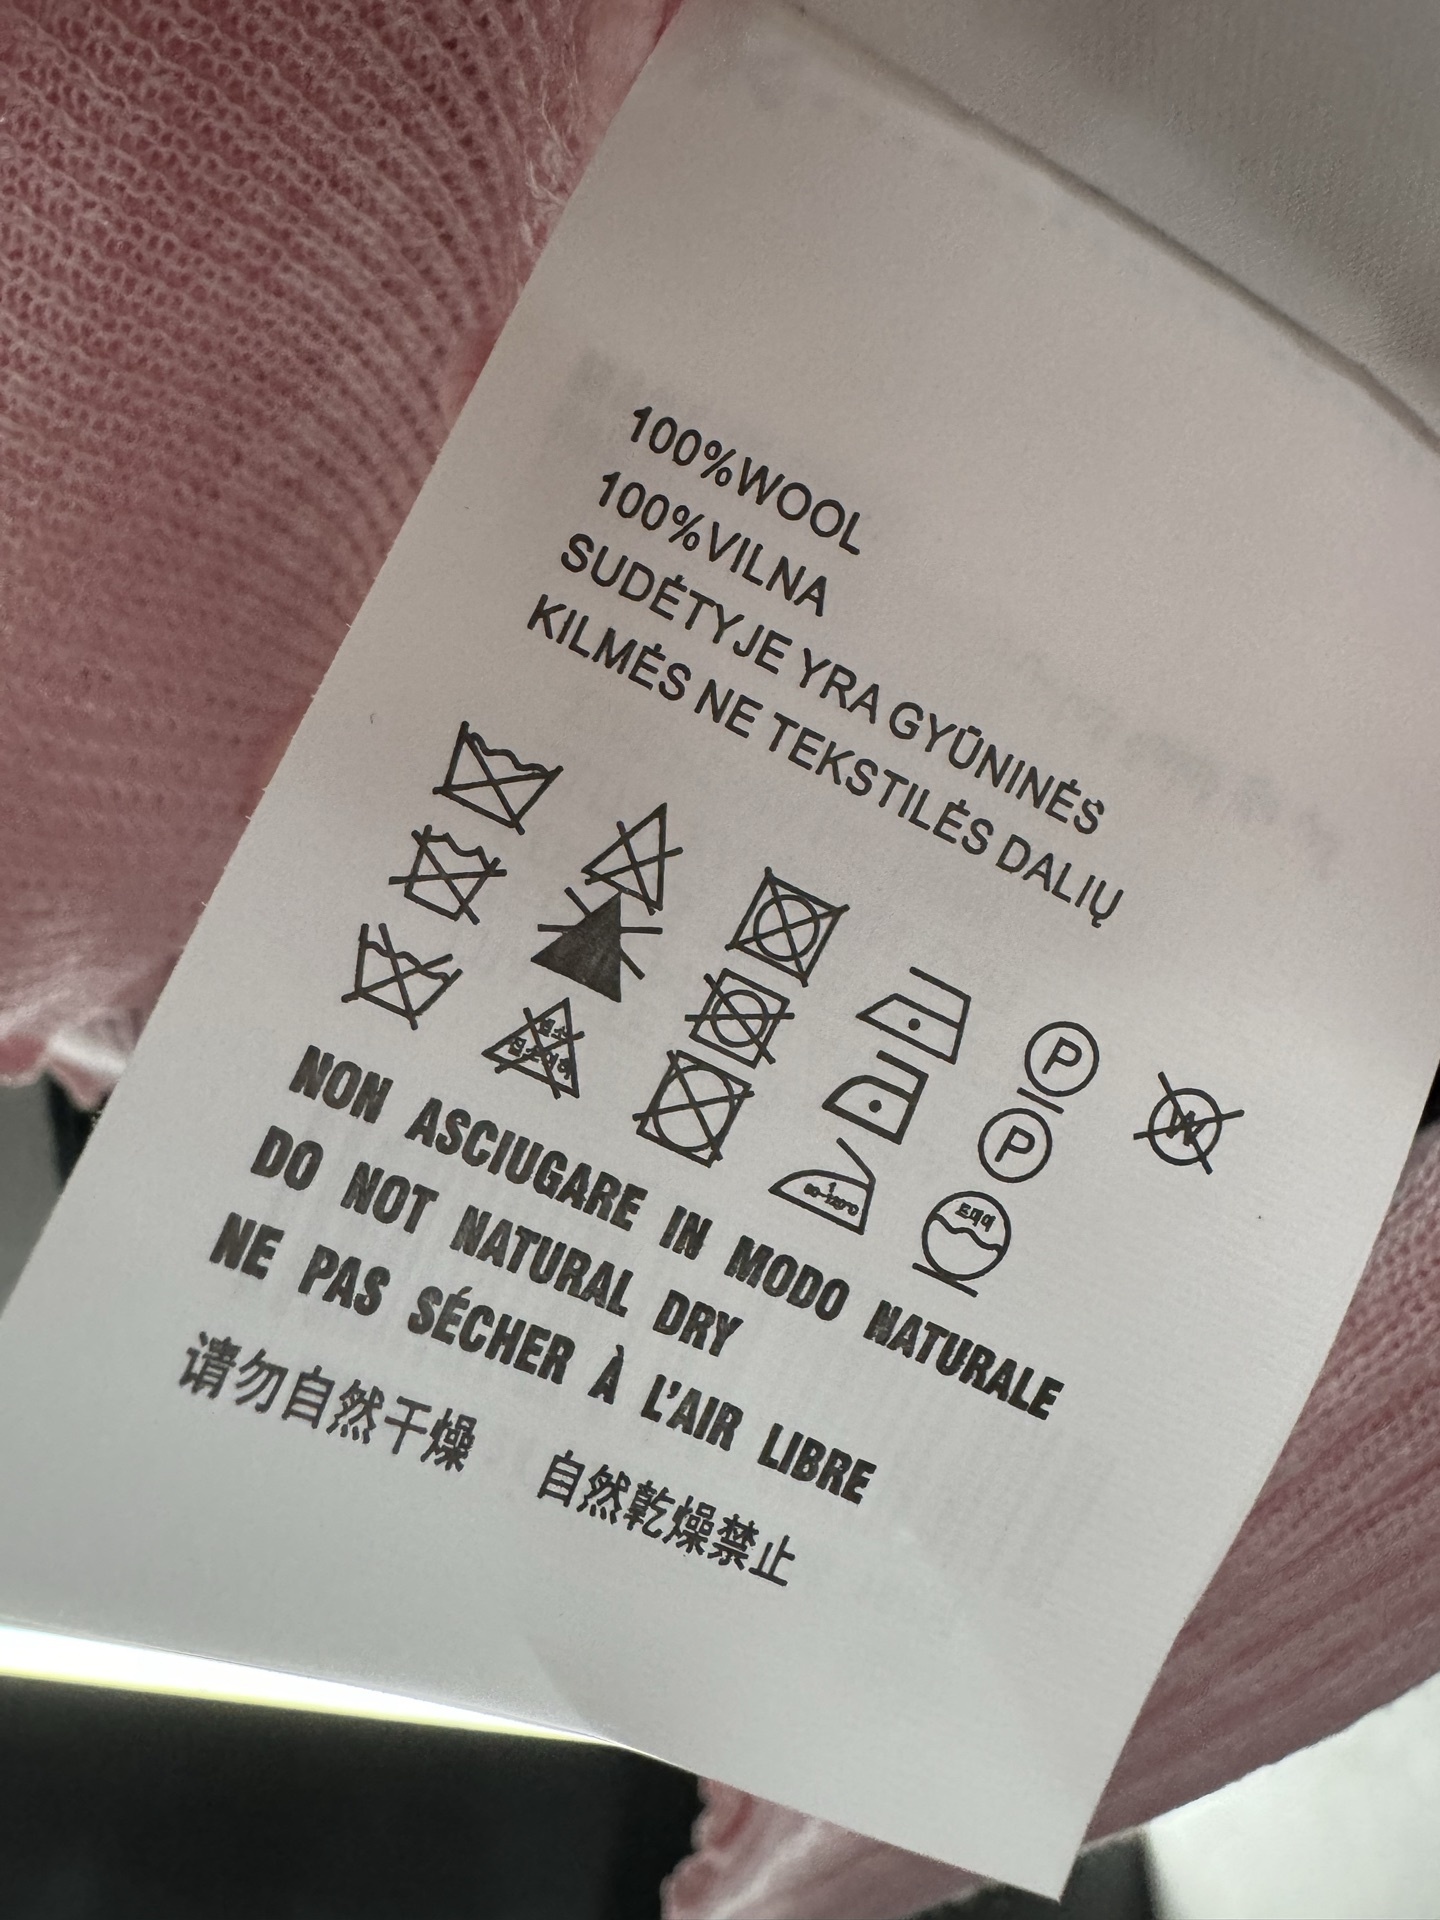 100%WOOL
100%VILNA
SUDĖTYJE YRA GYŪNINĖS
KILMĖS NE TEKSTILĖS DALIŲ
P
W
P
NON ASCIUGARE IN MODO NATURALE
DO NOT NATURAL DRY
NE PAS SÉCHER À L'AIR LIBRE
请勿自然干燥 自然乾燥禁止